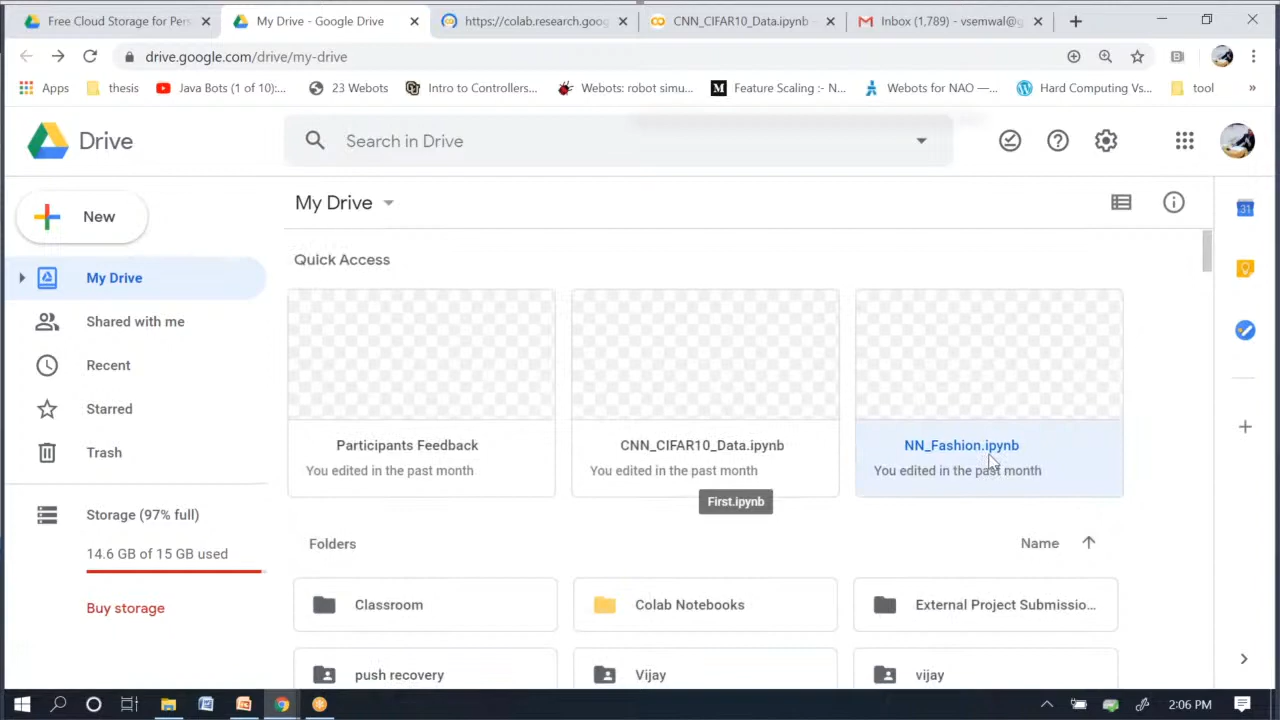 Free Cloud Storage for Pers
My Drive - Google Drive
https://colab.research.goog
CNN_CIFAR10_Data.ipynb -
Inbox (1,789) - vsemwal@g
drive.google.com/drive/my-drive
Apps
thesis
Java Bots (1 of 10):...
23 Webots
Intro to Controllers...
Webots: robot simu...
M
Feature Scaling :- N...
Webots for NAO —...
Hard Computing Vs...
tool
»
Drive
Search in Drive
New
My Drive
31
My Drive
Shared with me
Recent
Starred
Trash
Storage (97% full)
14.6 GB of 15 GB used
Buy storage
Quick Access
Participants Feedback
You edited in the past month
CNN_CIFAR10_Data.ipynb
You edited in the past month
NN_Fashion.ipynb
You edited in the past month
First.ipynb
Folders
Name
Classroom
Colab Notebooks
External Project Submissio...
push recovery
Vijay
vijay
2:06 PM